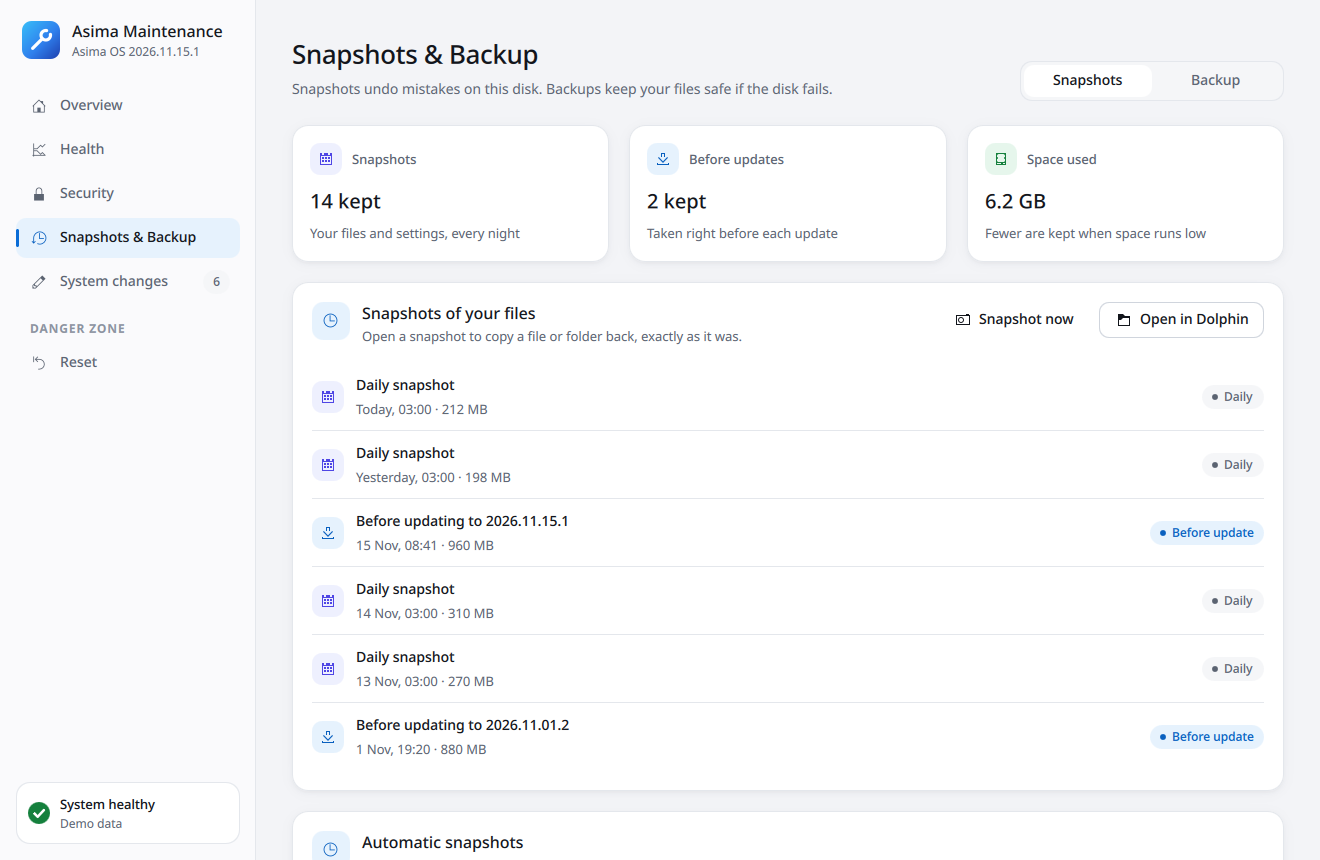 Asima Maintenance
Asima OS 2026.11.15.1
Overview
Health
Security
Snapshots & Backup
System changes 6
DANGER ZONE
Reset
System healthy
Demo data
Snapshots & Backup
Snapshots undo mistakes on this disk. Backups keep your files safe if the disk fails.
Snapshots Backup
Snapshots
14 kept
Your files and settings, every night
Before updates
2 kept
Taken right before each update
Space used
6.2 GB
Fewer are kept when space runs low
Snapshots of your files
Open a snapshot to copy a file or folder back, exactly as it was.
Snapshot now
Open in Dolphin
Daily snapshot
Today, 03:00 · 212 MB
Daily
Daily snapshot
Yesterday, 03:00 · 198 MB
Daily
Before updating to 2026.11.15.1
15 Nov, 08:41 · 960 MB
Before update
Daily snapshot
14 Nov, 03:00 · 310 MB
Daily
Daily snapshot
13 Nov, 03:00 · 270 MB
Daily
Before updating to 2026.11.01.2
1 Nov, 19:20 · 880 MB
Before update
Automatic snapshots